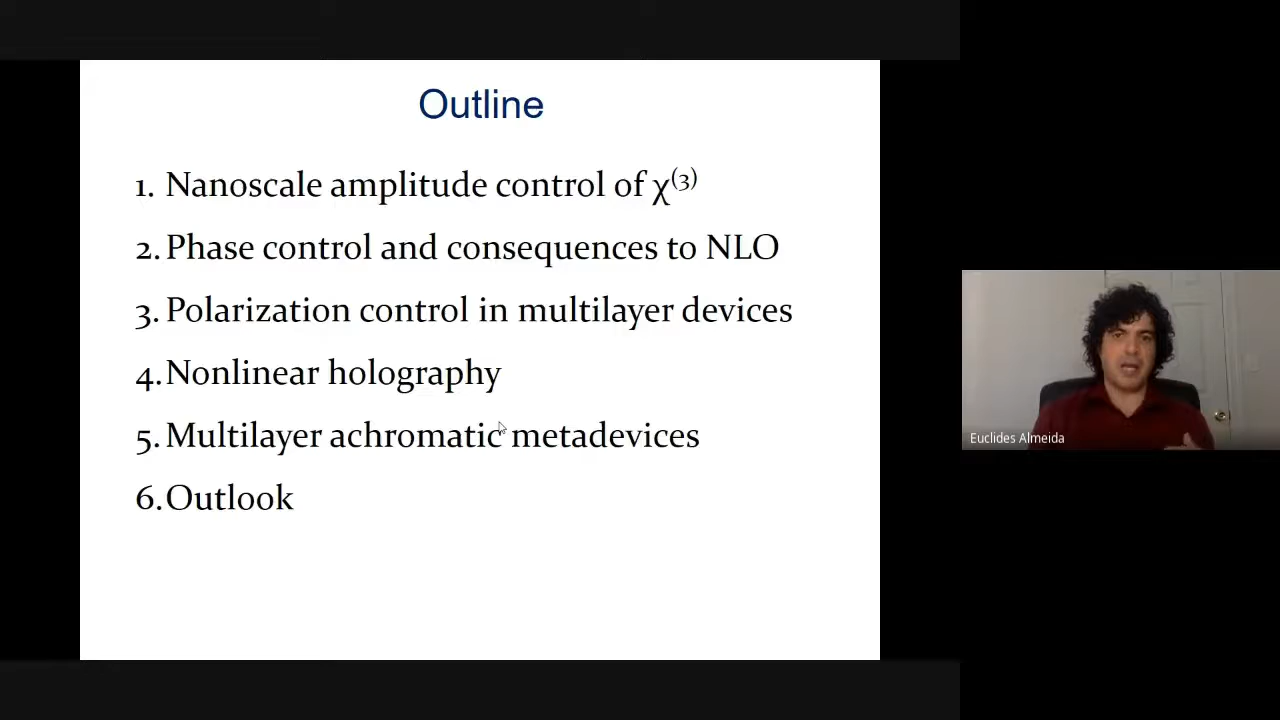 Outline
1. Nanoscale amplitude control of χ⁽³⁾
2. Phase control and consequences to NLO
3. Polarization control in multilayer devices
4. Nonlinear holography
5. Multilayer achromatic metadevices
6. Outlook
Euclides Almeida